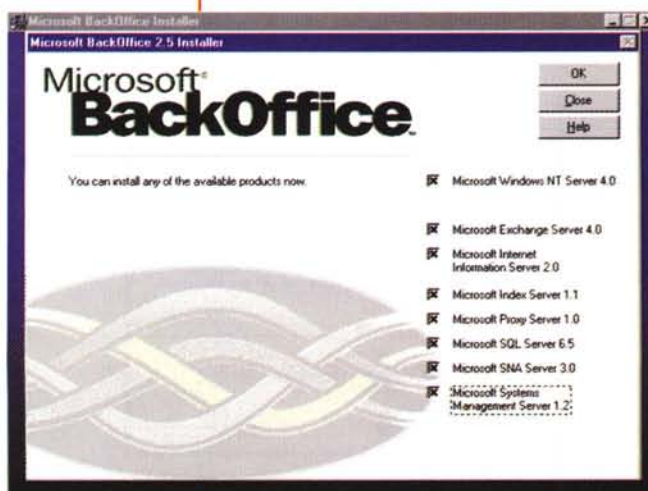 Microsoft BackOffice Installer
Microsoft BackOffice 2.5 Installer
Microsoft®
BackOffice™
OK
Close
Help
You can install any of the available products now.
Microsoft Windows NT Server 4.0
Microsoft Exchange Server 4.0
Microsoft Internet
Information Server 2.0
Microsoft Index Server 1.1
Microsoft Proxy Server 1.0
Microsoft SQL Server 6.5
Microsoft SNA Server 3.0
Microsoft Systems
Management Server 1.2